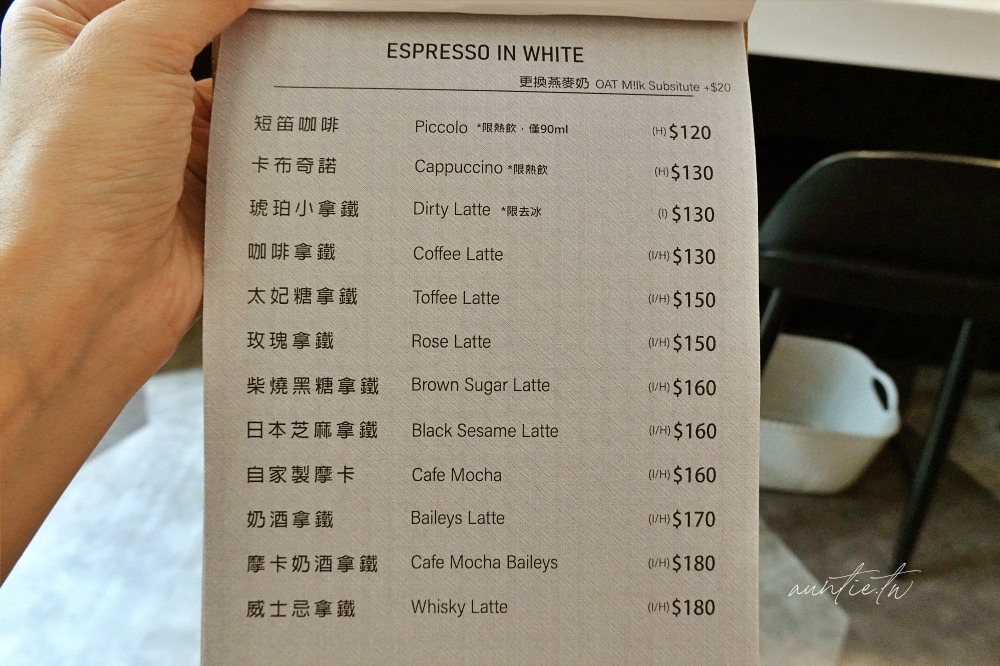 ESPRESSO IN WHITE
更換燕麥奶 OAT M!lk Subsitute +$20
短笛咖啡 Piccolo *限熱飲,僅90ml (H) $120
卡布奇諾 Cappuccino *限熱飲 (H) $130
琥珀小拿鐵 Dirty Latte *限去冰 (I) $130
咖啡拿鐵 Coffee Latte (I/H) $130
太妃糖拿鐵 Toffee Latte (I/H) $150
玫瑰拿鐵 Rose Latte (I/H) $150
柴燒黑糖拿鐵 Brown Sugar Latte (I/H) $160
日本芝麻拿鐵 Black Sesame Latte (I/H) $160
自家製摩卡 Cafe Mocha (I/H) $160
奶酒拿鐵 Baileys Latte (I/H) $170
摩卡奶酒拿鐵 Cafe Mocha Baileys (I/H) $180
威士忌拿鐵 Whisky Latte (I/H) $180
auntie.tw